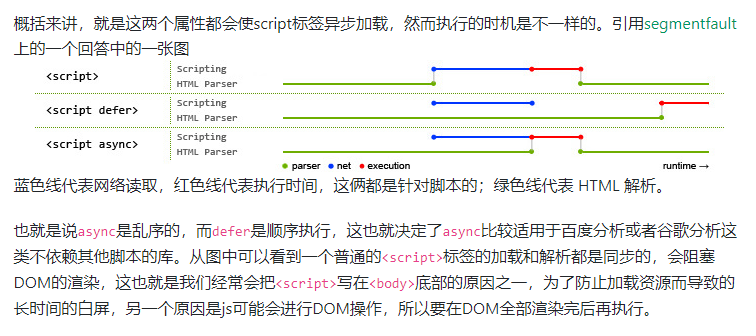 概括来讲，就是这两个属性都会使script标签异步加载，然而执行的时机是不一样的。引用segmentfault
上的一个回答中的一张图
<script> Scripting
HTML Parser
<script defer> Scripting
HTML Parser
<script async> Scripting
HTML Parser
parser net execution runtime →
蓝色线代表网络读取，红色线代表执行时间，这俩都是针对脚本的；绿色线代表 HTML 解析。
也就是说async是乱序的，而defer是顺序执行，这也就决定了async比较适用于百度分析或者谷歌分析这
类不依赖其他脚本的库。从图中可以看到一个普通的<script>标签的加载和解析都是同步的，会阻塞
DOM的渲染，这也就是我们经常会把<script>写在<body>底部的原因之一，为了防止加载资源而导致的
长时间的白屏，另一个原因是js可能会进行DOM操作，所以要在DOM全部渲染完后再执行。